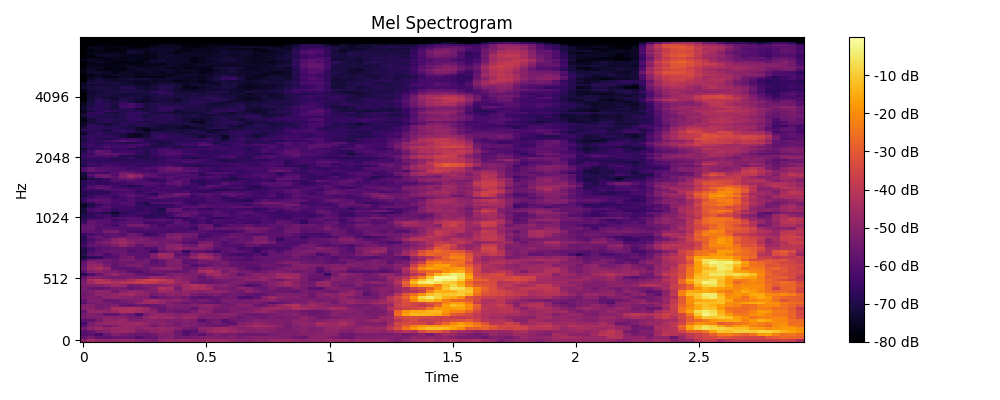 Mel Spectrogram
Hz
4096
2048
1024
512
0
0
0.5
1
1.5
2
2.5
Time
-10 dB
-20 dB
-30 dB
-40 dB
-50 dB
-60 dB
-70 dB
-80 dB